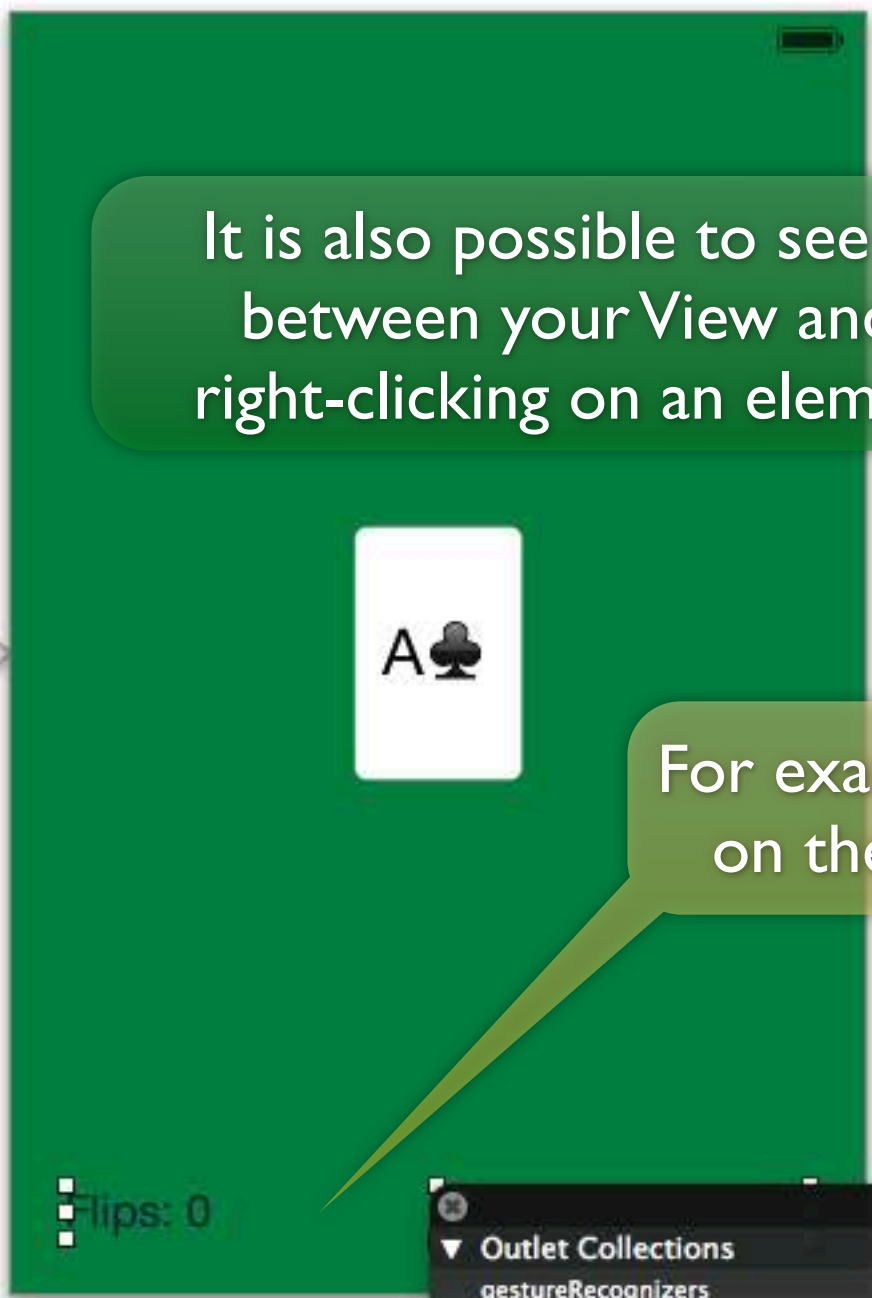 It is also possible to see
between your View and
right-clicking on an elem
A♣
For exa
on the
Flips: 0
Outlet Collections
gestureRecognizers